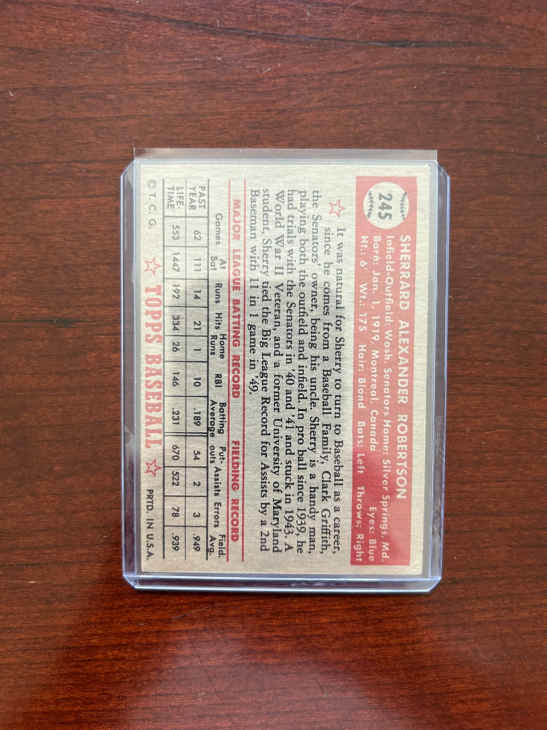 245
SHERRARD ALEXANDER ROBERTSON
Infield-Outfield: Wash. Senators Home: Silver Springs, Md.
Born: Jan. 1, 1919, Montreal, Canada Eyes: Blue
Ht.: 6' Wt.: 175 Hair: Blond Bats: Left Throws: Right
It was natural for Sherry to turn to Baseball as a career,
since he comes from a Baseball Family, Clark Griffith,
the Senators' owner, being his uncle. Sherry is a handy man,
playing both the outfield and infield. In pro ball since 1939, he
had trials with the Senators in '40 and '41 and stuck in 1943. A
World War II Veteran, and a former University of Maryland
student, Sherry tied the Big League Record for Assists by a 2nd
Baseman with 11 in 1 game in '49.
MAJOR LEAGUE BATTING RECORD FIELDING RECORD
Games At Bat Runs Hits Home Runs RBI Batting Average Put-outs Assists Errors Field. Avg.
PAST YEAR 62 111 14 21 1 10 .189 54 2 3 .949
LIFE-TIME 553 1447 192 334 26 146 .231 670 522 78 .939
© T. C. G. TOPPS BASEBALL PRTD. IN U.S.A.